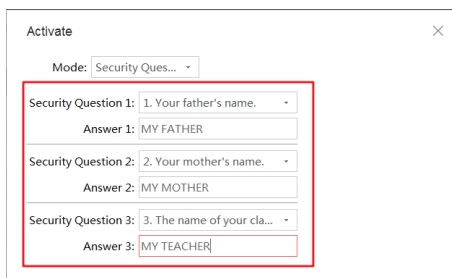 Activate
Mode: Security Ques...
Security Question 1: 1. Your father's name.
Answer 1: MY FATHER
Security Question 2: 2. Your mother's name.
Answer 2: MY MOTHER
Security Question 3: 3. The name of your cla...
Answer 3: MY TEACHER